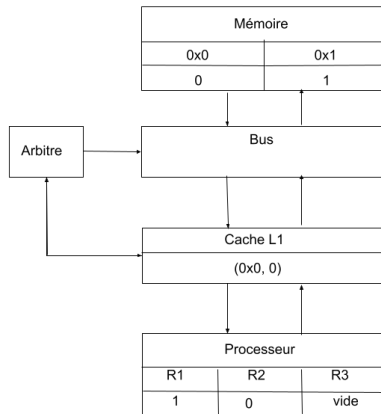 Mémoire
0x0 0x1
0 1
Arbitre
Bus
Cache L1
(0x0, 0)
Processeur
R1 R2 R3
1 0 vide